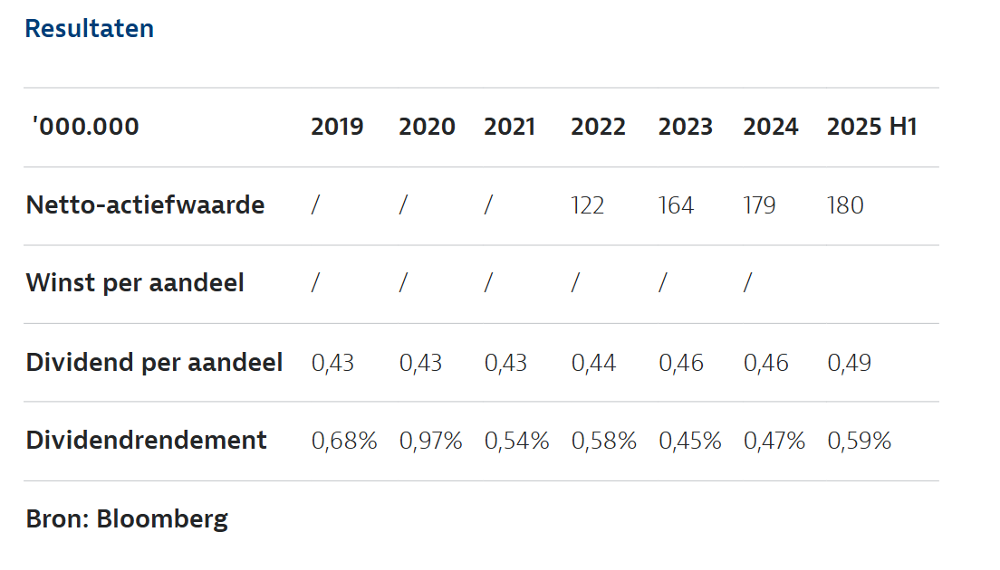 Resultaten
'000.000 2019 2020 2021 2022 2023 2024 2025 H1
Netto-actiefwaarde / / / 122 164 179 180
Winst per aandeel / / / / / /
Dividend per aandeel 0,43 0,43 0,43 0,44 0,46 0,46 0,49
Dividendrendement 0,68% 0,97% 0,54% 0,58% 0,45% 0,47% 0,59%
Bron: Bloomberg